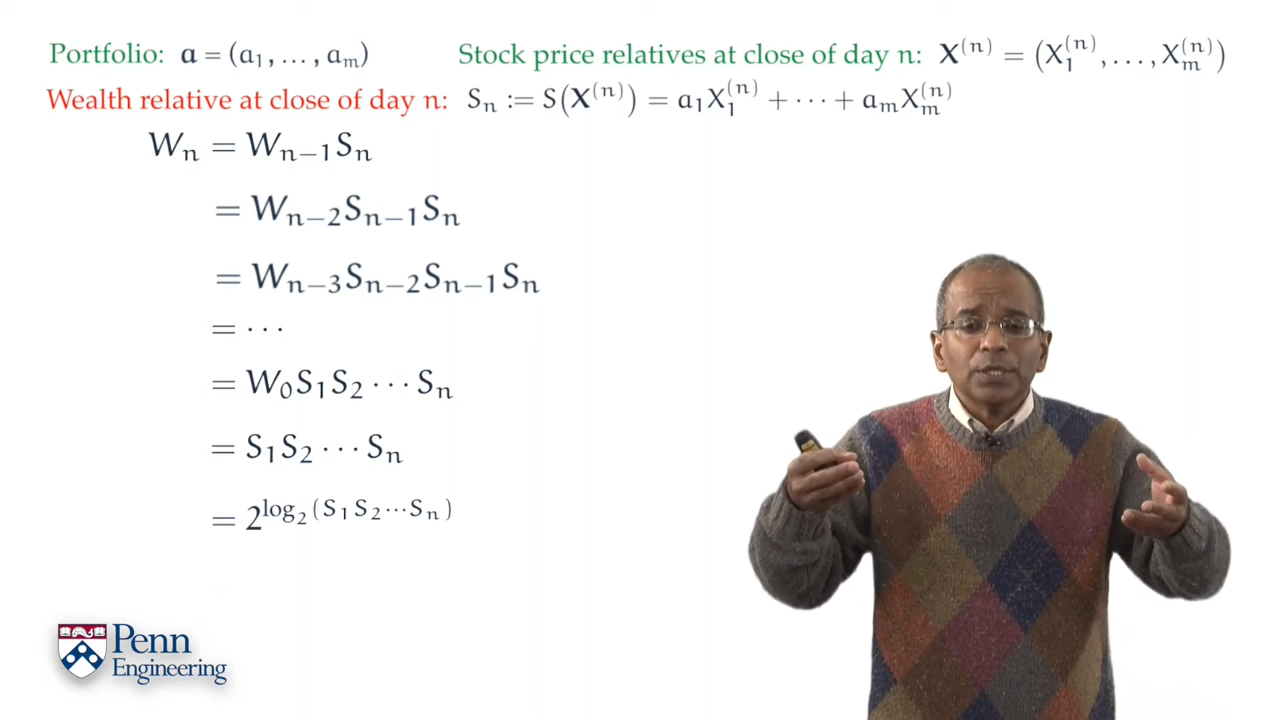 Portfolio: a = (a₁, ..., aₘ) Stock price relatives at close of day n: X⁽ⁿ⁾ = (X₁⁽ⁿ⁾, ..., Xₘ⁽ⁿ⁾)
Wealth relative at close of day n: Sₙ := S(X⁽ⁿ⁾) = a₁X₁⁽ⁿ⁾ + ··· + aₘXₘ⁽ⁿ⁾
Wₙ = Wₙ₋₁Sₙ
= Wₙ₋₂Sₙ₋₁Sₙ
= Wₙ₋₃Sₙ₋₂Sₙ₋₁Sₙ
= ···
= W₀S₁S₂ ··· Sₙ
= S₁S₂ ··· Sₙ
= 2^{log₂(S₁S₂···Sₙ)}
Penn
Engineering